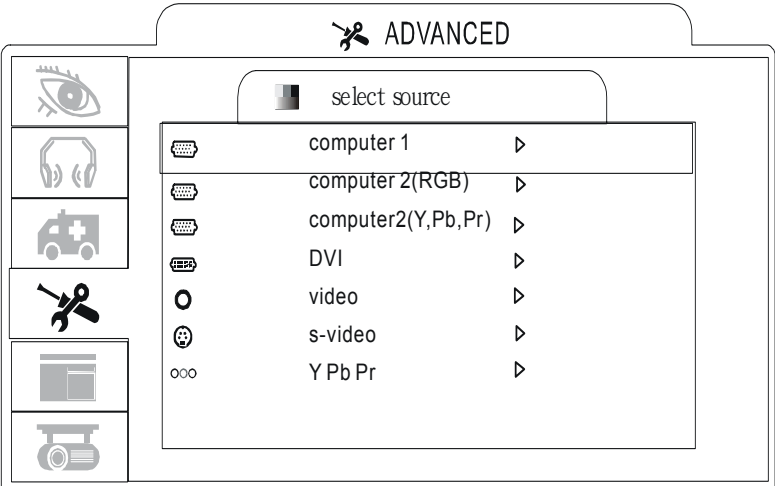 ADVANCED
select source
computer 1
computer 2(RGB)
computer2(Y,Pb,Pr)
DVI
video
s-video
Y Pb Pr